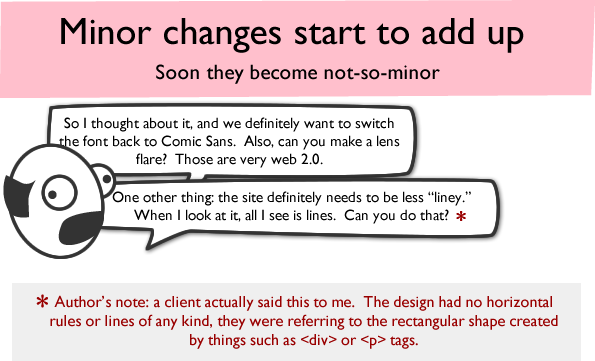 Minor changes start to add up
Soon they become not-so-minor
So I thought about it, and we definitely want to switch
the font back to Comic Sans.  Also, can you make a lens
flare?  Those are very web 2.0.
One other thing: the site definitely needs to be less “liney.”
When I look at it, all I see is lines.  Can you do that? *
* Author’s note: a client actually said this to me.  The design had no horizontal
rules or lines of any kind, they were referring to the rectangular shape created
by things such as <div> or <p> tags.